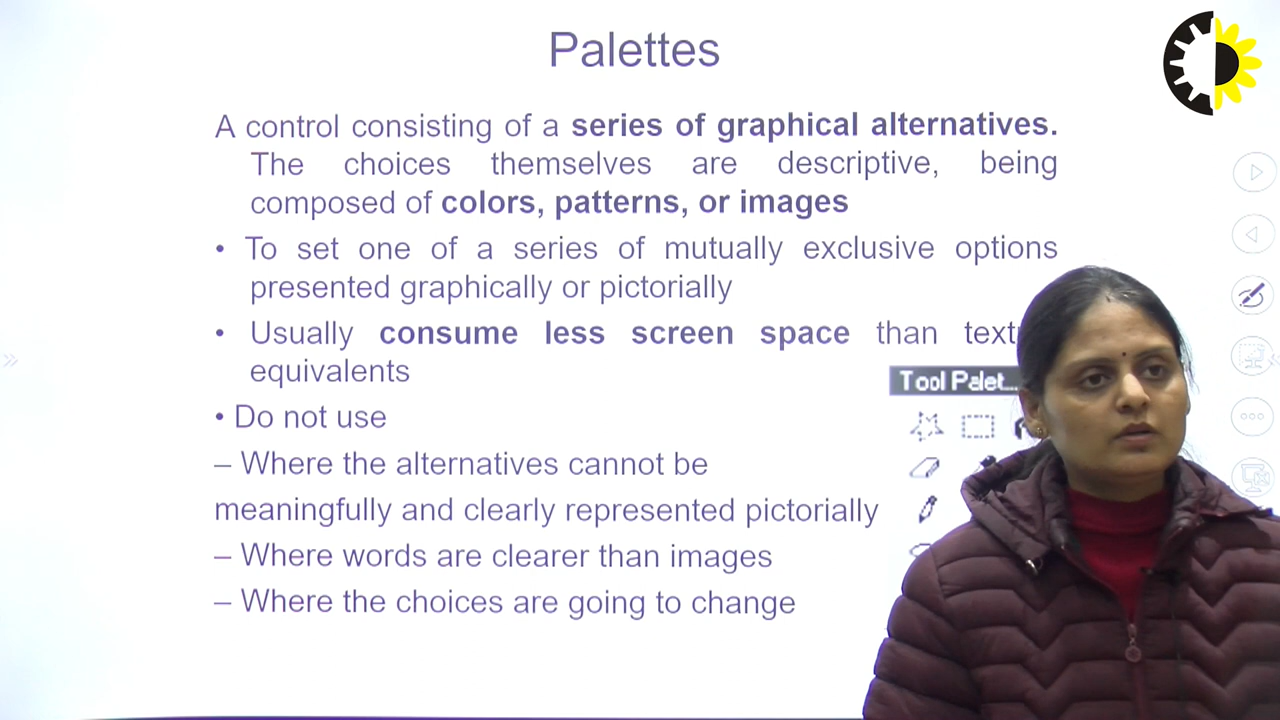 Palettes
A control consisting of a series of graphical alternatives.
The choices themselves are descriptive, being
composed of colors, patterns, or images
• To set one of a series of mutually exclusive options
presented graphically or pictorially
• Usually consume less screen space than
equivalents
Tool Palet...
• Do not use
– Where the alternatives cannot be
meaningfully and clearly represented pictorially
– Where words are clearer than images
– Where the choices are going to change